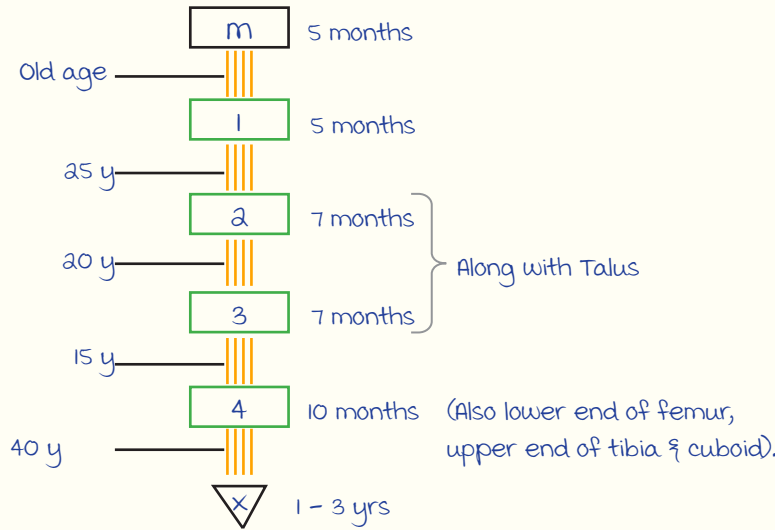 m 5 months
Old age
1 5 months
25 y
2 7 months
20 y Along with Talus
3 7 months
15 y
4 10 months (Also lower end of femur,
40 y upper end of tibia & cuboid).
x 1 - 3 yrs